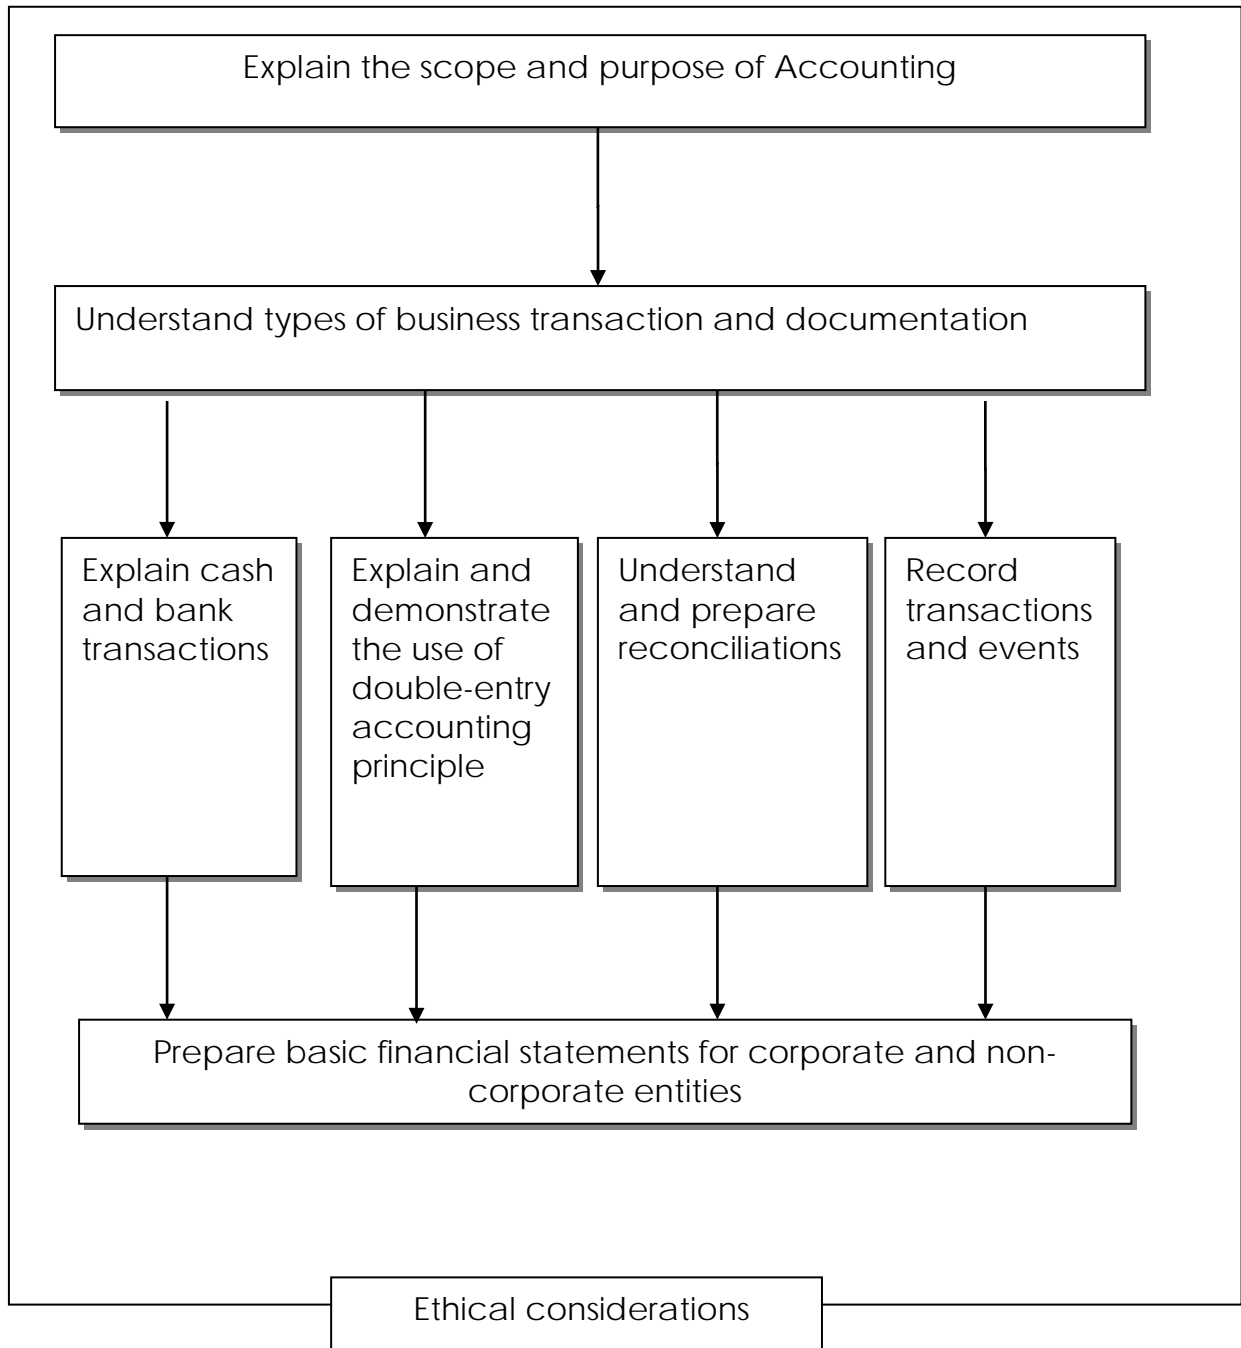 Explain the scope and purpose of Accounting
Understand types of business transaction and documentation
Explain cash
and bank
transactions
Explain and
demonstrate
the use of
double-entry
accounting
principle
Understand
and prepare
reconciliations
Record
transactions
and events
Prepare basic financial statements for corporate and non-
corporate entities
Ethical considerations